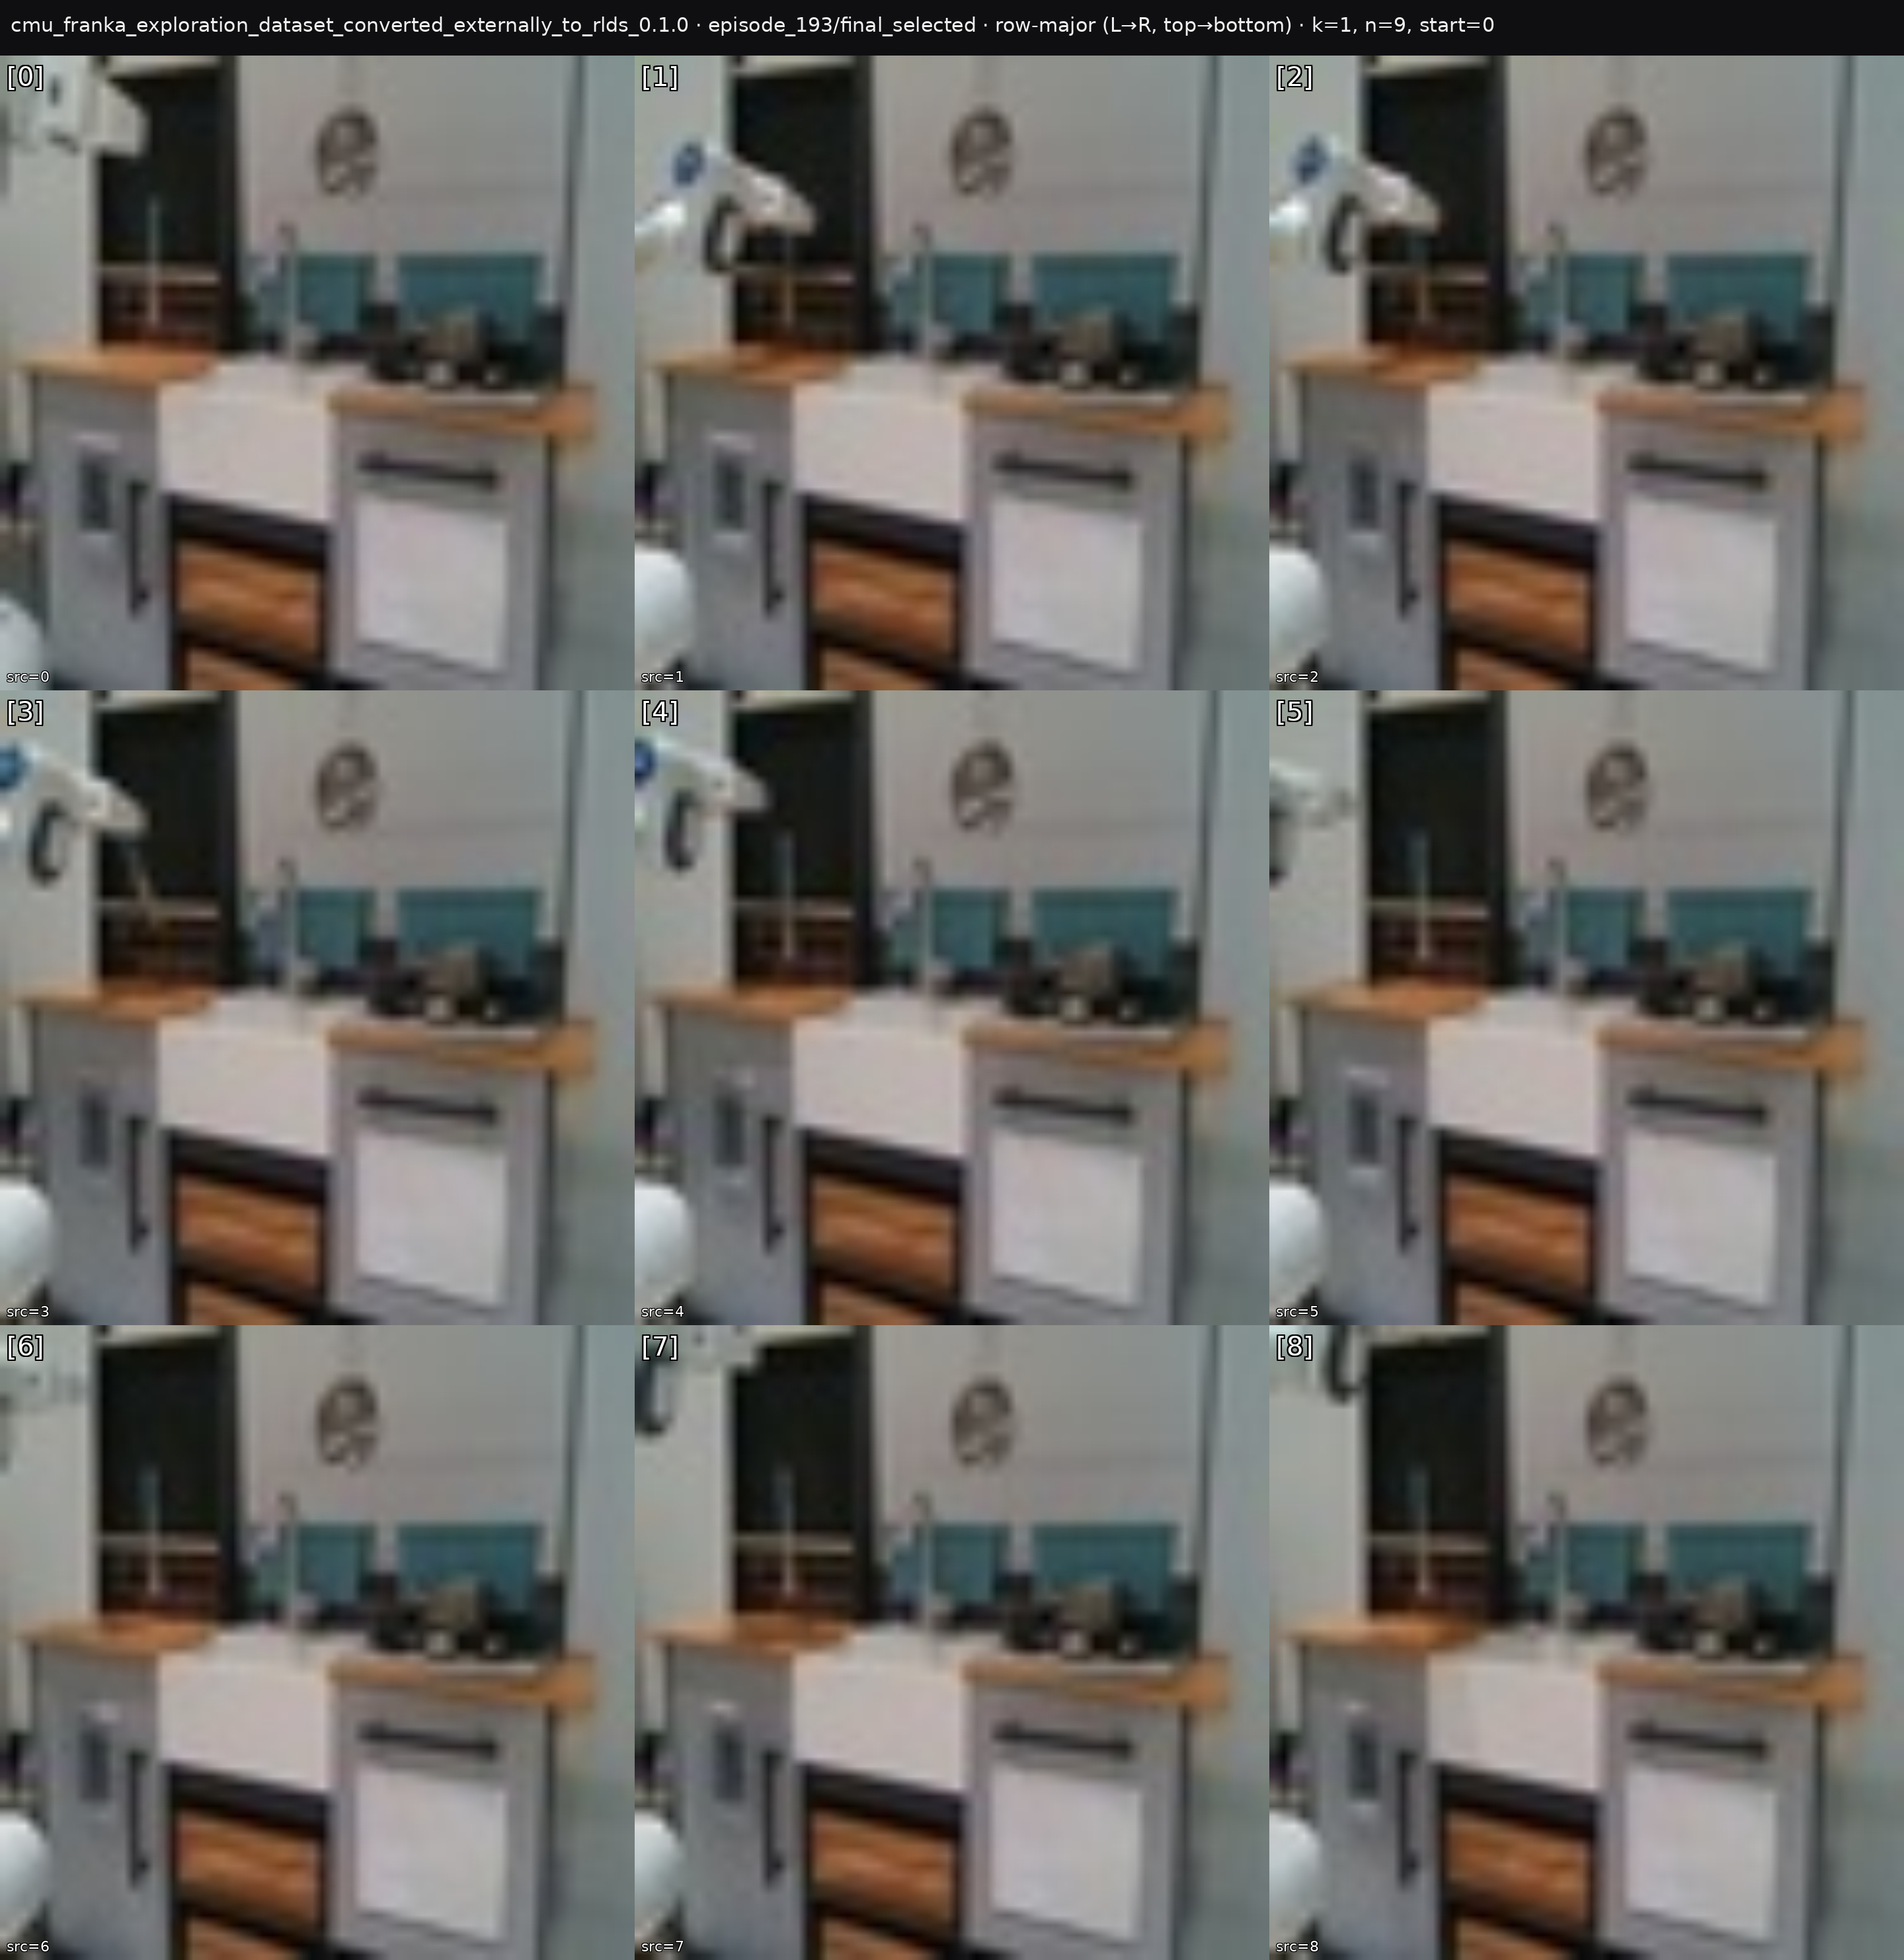 cmu_franka_exploration_dataset_converted_externally_to_rlds_0.1.0 · episode_193/final_selected · row-major (L→R, top→bottom) · k=1, n=9, start=0
[0] [1] [2]
src=0 src=1 src=2
[3] [4] [5]
src=3 src=4 src=5
[6] [7] [8]
src=6 src=7 src=8